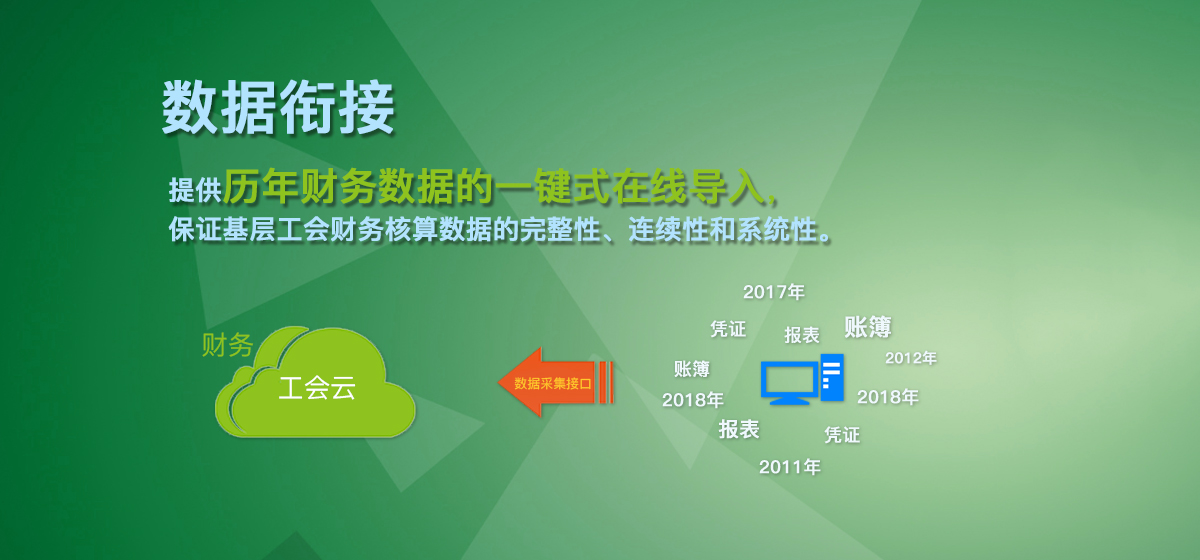 数据衔接
提供历年财务数据的一键式在线导入,
保证基层工会财务核算数据的完整性、连续性和系统性。
2017年
凭证
报表
账簿
财务
2012年
账簿
工会云
数据采集接口
2018年
2018年
报表
凭证
2011年